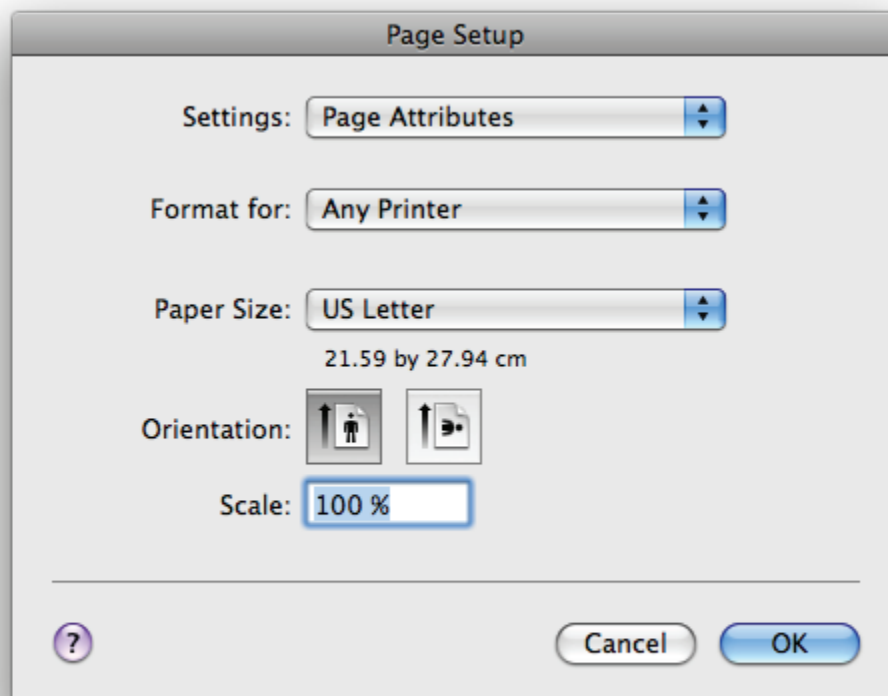 Page Setup
Settings: Page Attributes
Format for: Any Printer
Paper Size: US Letter
21.59 by 27.94 cm
Orientation:
Scale: 100 %
? Cancel OK